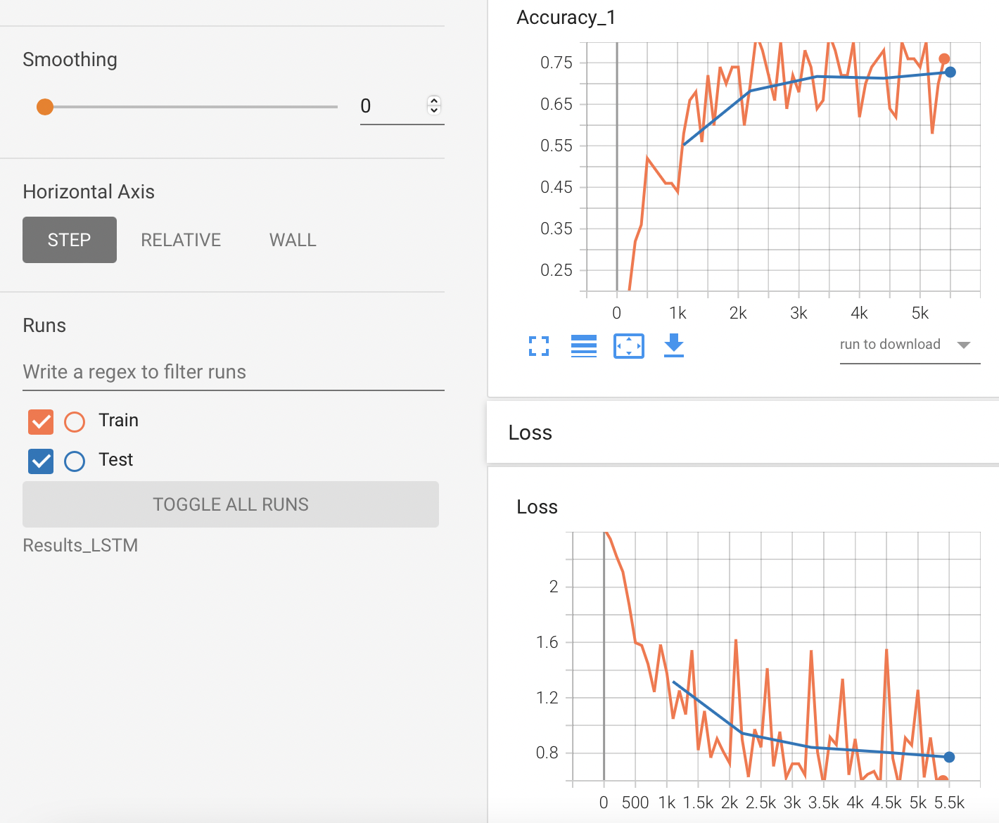 Smoothing
0
Horizontal Axis
STEP RELATIVE WALL
Runs
Write a regex to filter runs
Train
Test
TOGGLE ALL RUNS
Results_LSTM
Accuracy_1
0.75
0.65
0.55
0.45
0.35
0.25
0 1k 2k 3k 4k 5k
run to download
Loss
Loss
2
1.6
1.2
0.8
0 500 1k 1.5k 2k 2.5k 3k 3.5k 4k 4.5k 5k 5.5k